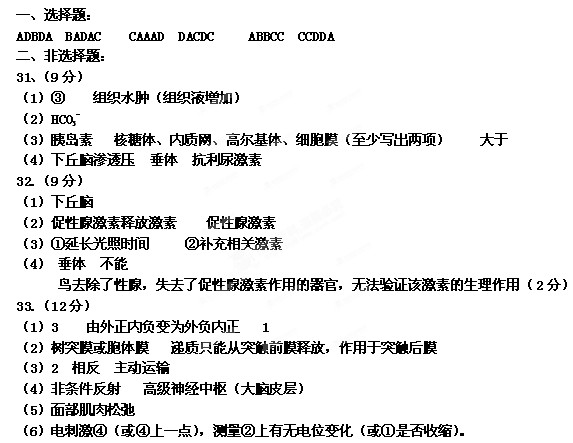 一、选择题:
ADBDA BADAC CAAAD DACDC ABBCC CCDDA
二、非选择题:
31、(9分)
(1)③ 组织水肿(组织液增加)
(2)HCO₃⁻
(3)胰岛素 核糖体、内质网、高尔基体、细胞膜(至少写出两项) 大于
(4)下丘脑渗透压 垂体 抗利尿激素
32.(9分)
(1)下丘脑
(2)促性腺激素释放激素 促性腺激素
(3)①延长光照时间 ②补充相关激素
(4) 垂体 不能
鸟去除了性腺,失去了促性腺激素作用的器官,无法验证该激素的生理作用(2分)
33.(12分)
(1)3 由外正内负变为外负内正 1
(2)树突膜或胞体膜 递质只能从突触前膜释放,作用于突触后膜
(3)2 相反 主动运输
(4)非条件反射 高级神经中枢(大脑皮层)
(5)面部肌肉松弛
(6)电刺激④(或④上一点),测量②上有无电位变化(或①是否收缩)。